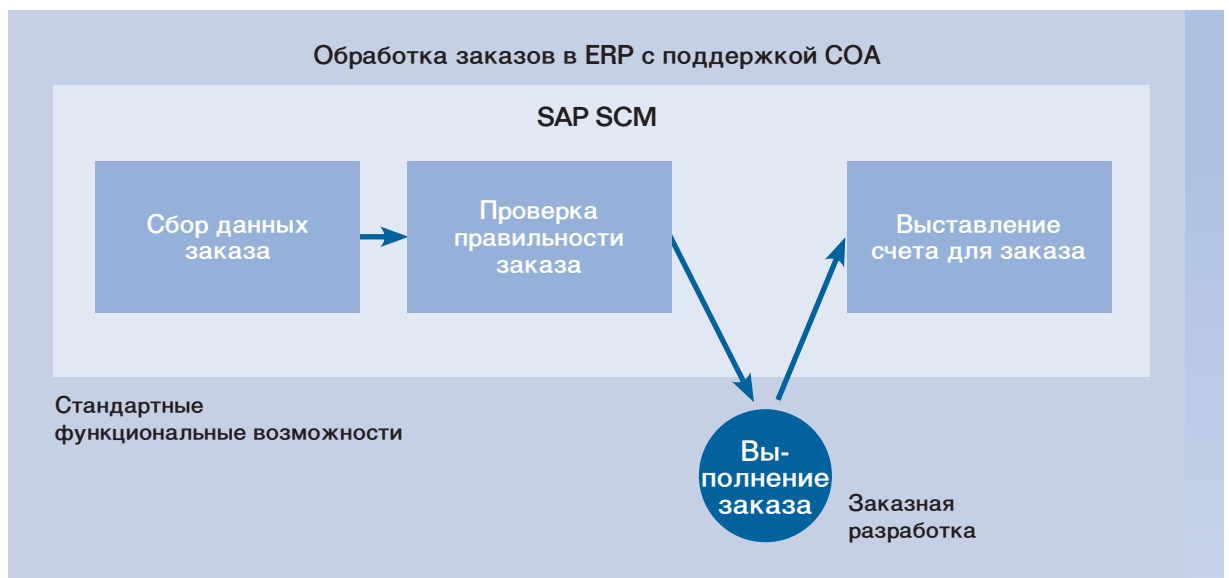 Обработка заказов в ERP с поддержкой СОА
SAP SCM
Сбор данных
заказа
Проверка
правильности
заказа
Выставление
счета для заказа
Стандартные
функциональные возможности
Вы-
полнение
заказа
Заказная
разработка